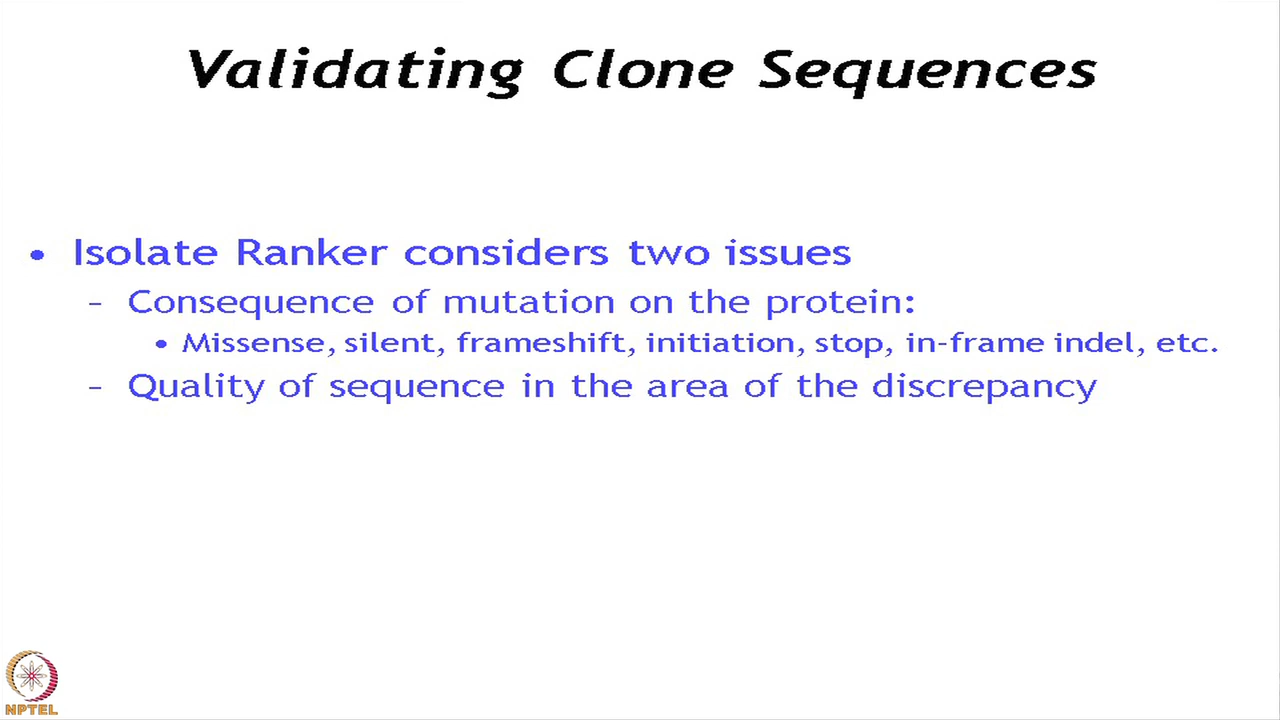 Validating Clone Sequences
• Isolate Ranker considers two issues
– Consequence of mutation on the protein:
• Missense, silent, frameshift, initiation, stop, in-frame indel, etc.
– Quality of sequence in the area of the discrepancy
NPTEL